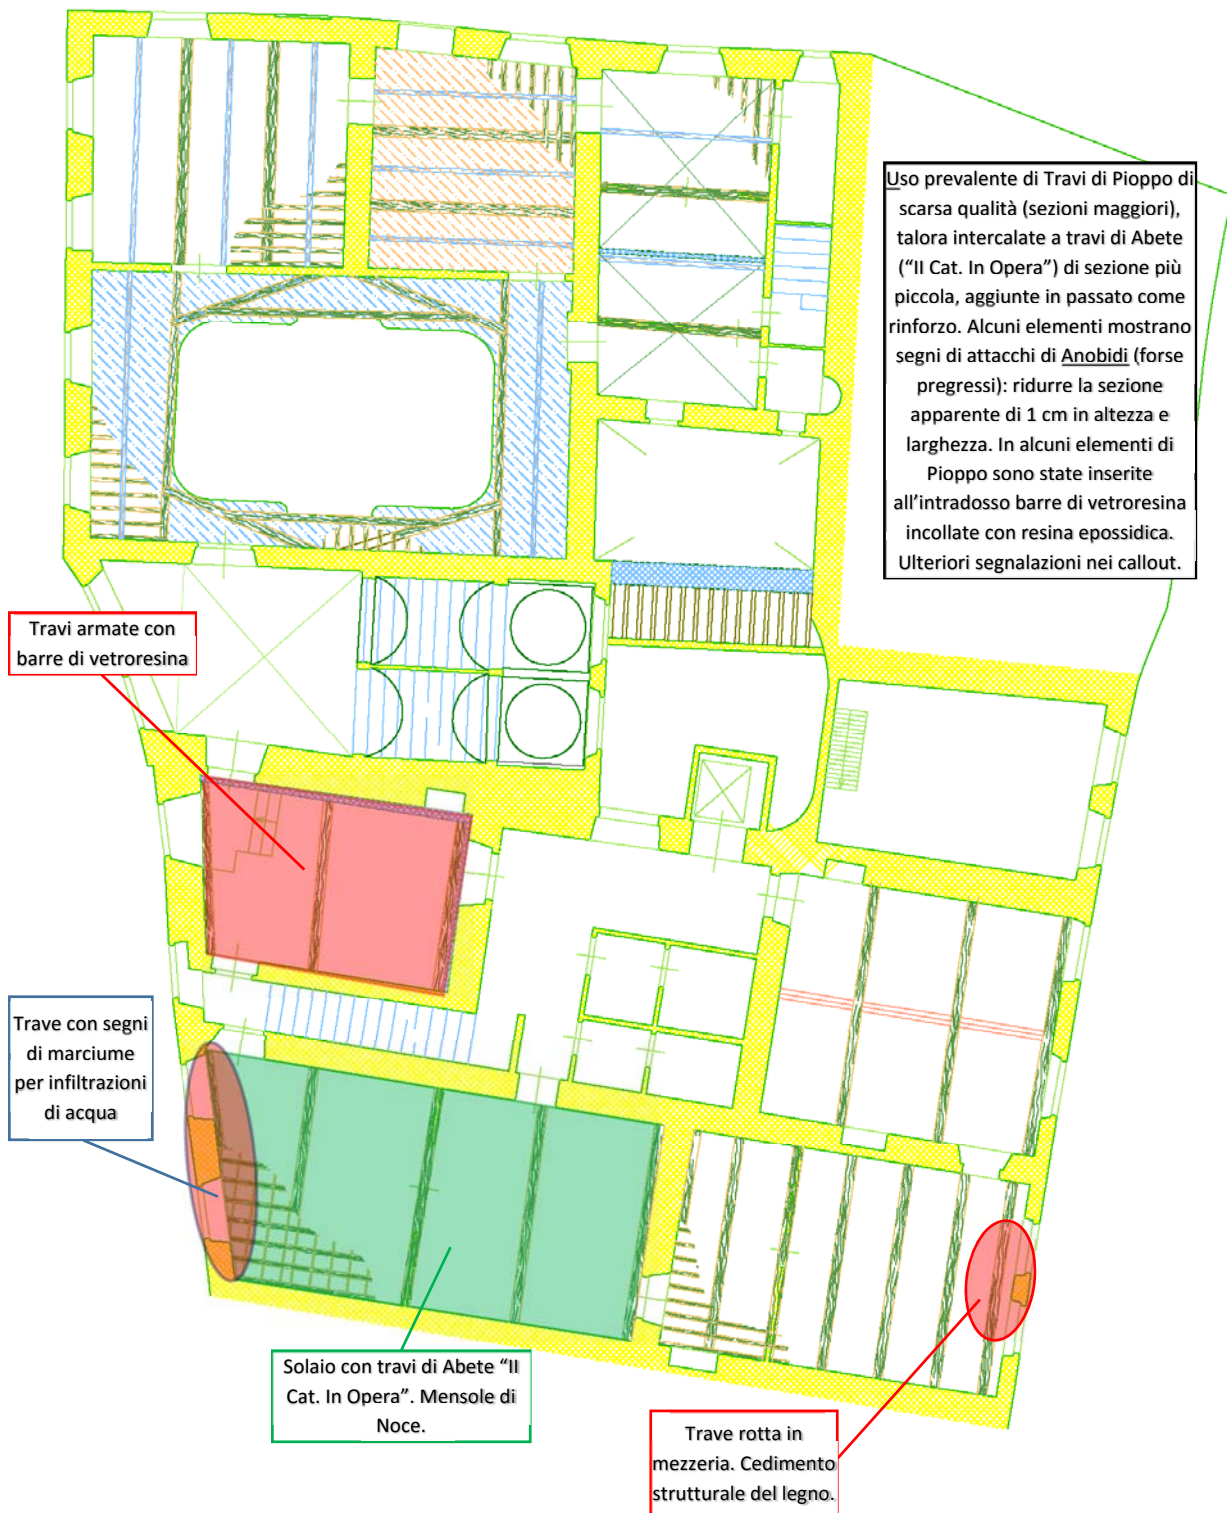 Uso prevalente di Travi di Pioppo di
scarsa qualità (sezioni maggiori),
talora intercalate a travi di Abete
(“II Cat. In Opera”) di sezione più
piccola, aggiunte in passato come
rinforzo. Alcuni elementi mostrano
segni di attacchi di Anobidi (forse
pregressi): ridurre la sezione
apparente di 1 cm in altezza e
larghezza. In alcuni elementi di
Pioppo sono state inserite
all’intradosso barre di vetroresina
incollate con resina epossidica.
Ulteriori segnalazioni nei callout.
Travi armate con
barre di vetroresina
Trave con segni
di marciume
per infiltrazioni
di acqua
Solaio con travi di Abete “II
Cat. In Opera”. Mensole di
Noce.
Trave rotta in
mezzeria. Cedimento
strutturale del legno.